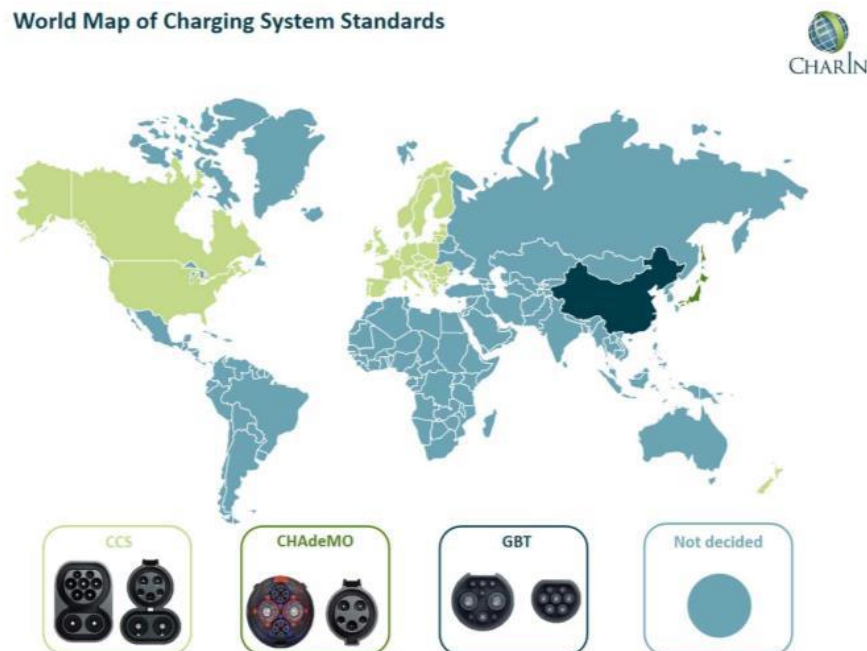 World Map of Charging System Standards
CHARIN
CCS
CHAdeMO
GBT
Not decided